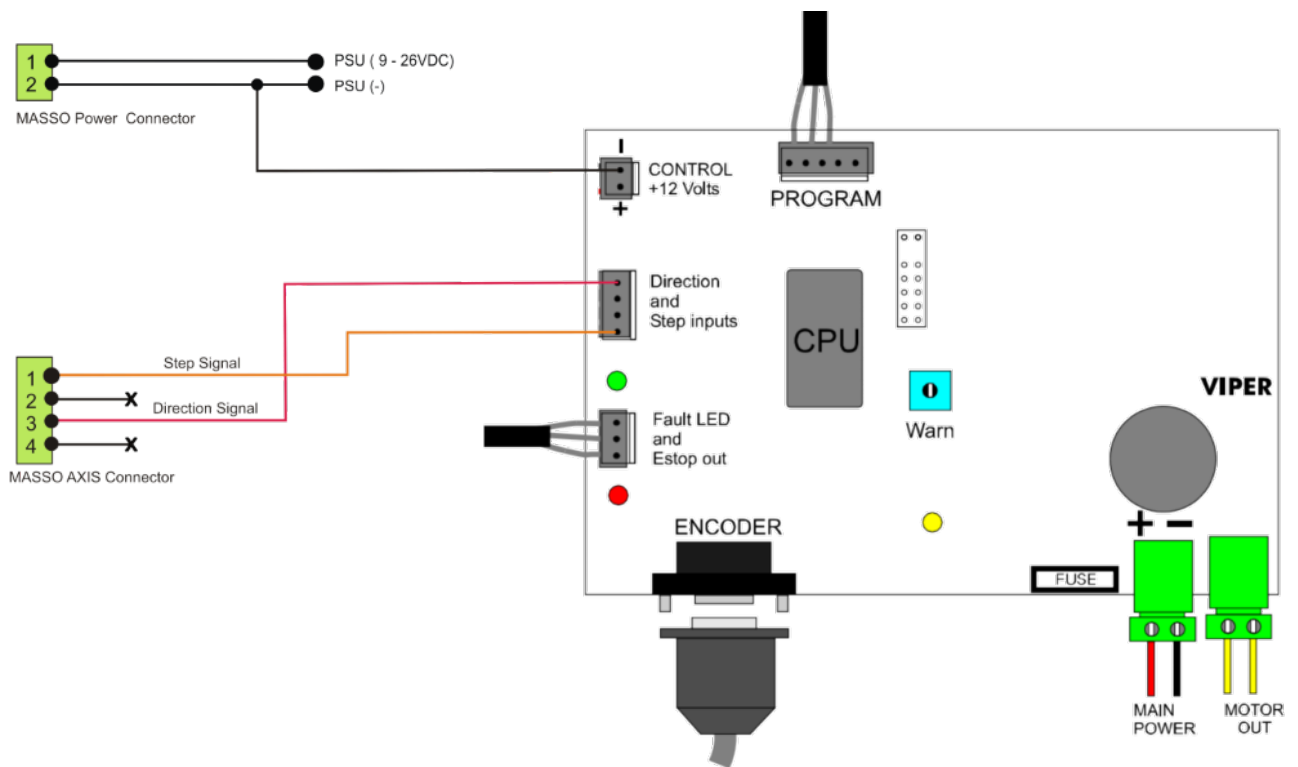 1
PSU ( 9 - 26VDC)
2
PSU (-)
MASSO Power Connector
-
CONTROL
+12 Volts
+
PROGRAM
Direction
and
Step inputs
CPU
Step Signal
1
2
x
Direction Signal
3
4
x
MASSO AXIS Connector
Fault LED
and
Estop out
Warn
VIPER
ENCODER
+ -
FUSE
MAIN
POWER
MOTOR
OUT